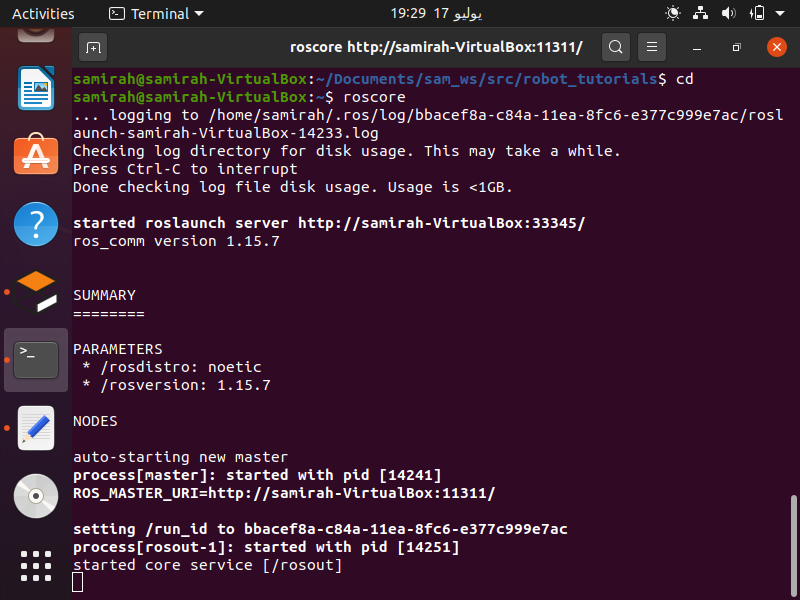 Activities
Terminal
19:29 17 يوليو
roscore http://samirah-VirtualBox:11311/
samirah@samirah-VirtualBox:~/Documents/sam_ws/src/robot_tutorials$ cd
samirah@samirah-VirtualBox:~$ roscore
... logging to /home/samirah/.ros/log/bbacef8a-c84a-11ea-8fc6-e377c999e7ac/rosl
aunch-samirah-VirtualBox-14233.log
Checking log directory for disk usage. This may take a while.
Press Ctrl-C to interrupt
Done checking log file disk usage. Usage is <1GB.
started roslaunch server http://samirah-VirtualBox:33345/
ros_comm version 1.15.7
SUMMARY
========
PARAMETERS
* /rosdistro: noetic
* /rosversion: 1.15.7
NODES
auto-starting new master
process[master]: started with pid [14241]
ROS_MASTER_URI=http://samirah-VirtualBox:11311/
setting /run_id to bbacef8a-c84a-11ea-8fc6-e377c999e7ac
process[rosout-1]: started with pid [14251]
started core service [/rosout]